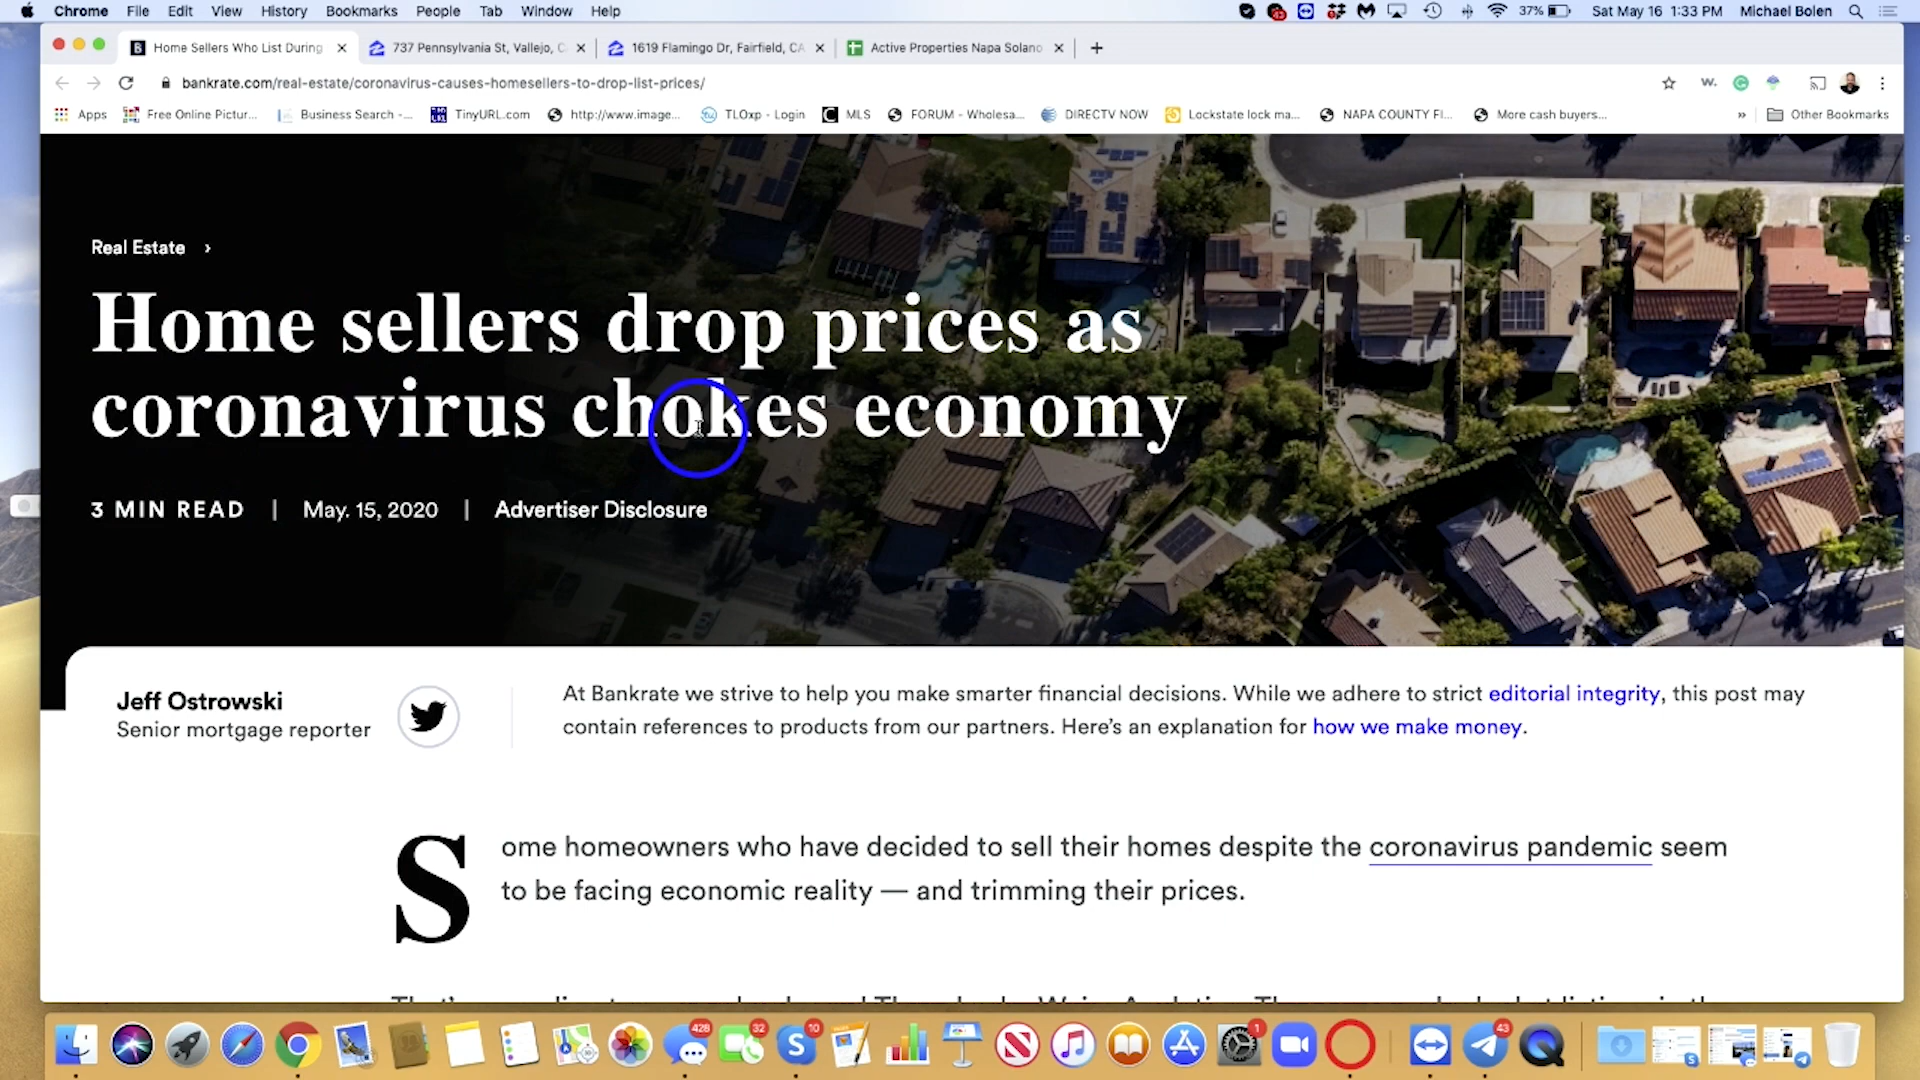 Chrome File Edit View History Bookmarks People Tab Window Help
37% Sat May 16 1:33 PM Michael Bolen
Home Sellers Who List During
737 Pennsylvania St, Vallejo, C
1619 Flamingo Dr, Fairfield, CA
Active Properties Napa Solano
bankrate.com/real-estate/coronavirus-causes-homesellers-to-drop-list-prices/
Apps Free Online Pictur... Business Search -... TinyURL.com http://www.image... TLOxp - Login MLS FORUM - Wholesa... DIRECTV NOW Lockstate lock ma... NAPA COUNTY FI... More cash buyers... » Other Bookmarks
Real Estate ›
Home sellers drop prices as
coronavirus chokes economy
3 MIN READ | May. 15, 2020 | Advertiser Disclosure
Jeff Ostrowski
Senior mortgage reporter
At Bankrate we strive to help you make smarter financial decisions. While we adhere to strict editorial integrity, this post may
contain references to products from our partners. Here’s an explanation for how we make money.
Some homeowners who have decided to sell their homes despite the coronavirus pandemic seem
to be facing economic reality — and trimming their prices.
428 32 10 1 43